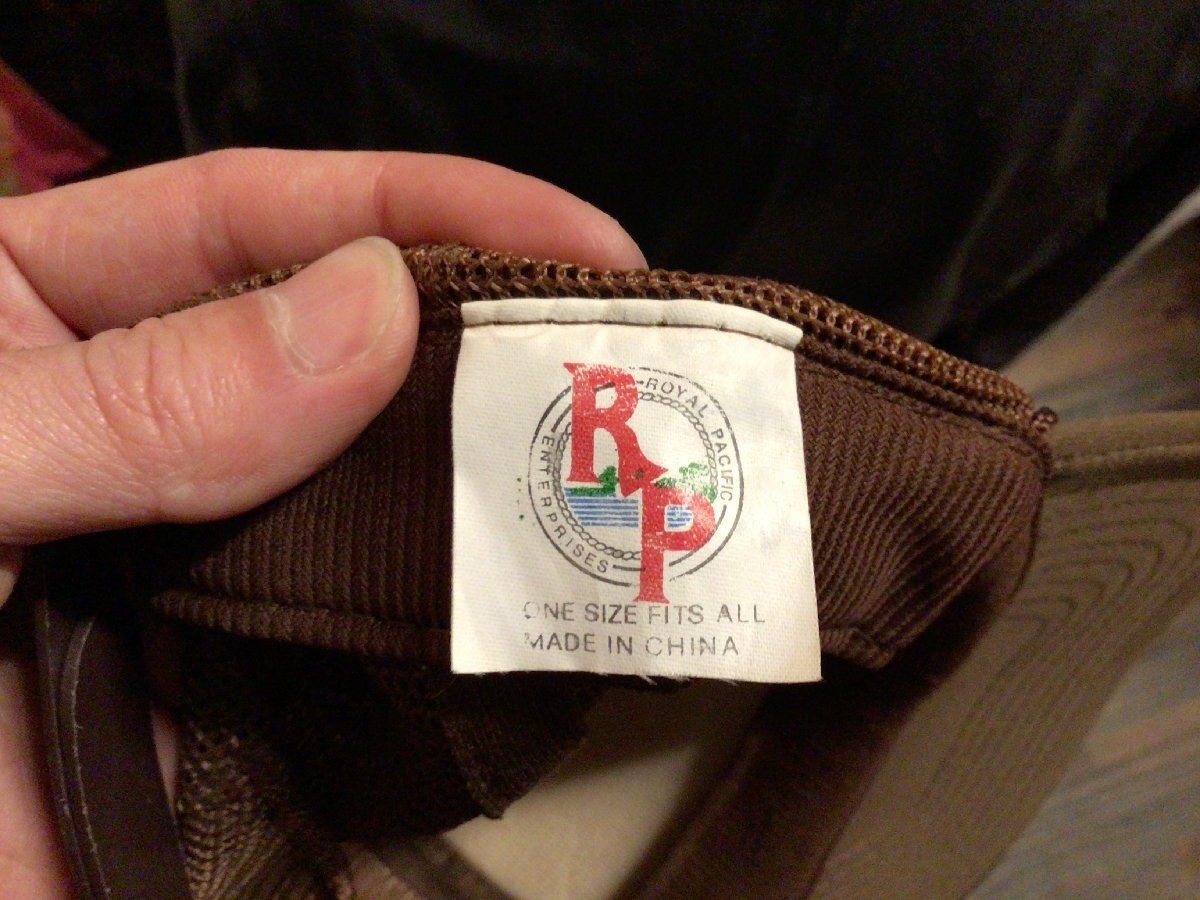 RP
ROYAL PACIFIC
ENTERPRISES
ONE SIZE FITS ALL
MADE IN CHINA